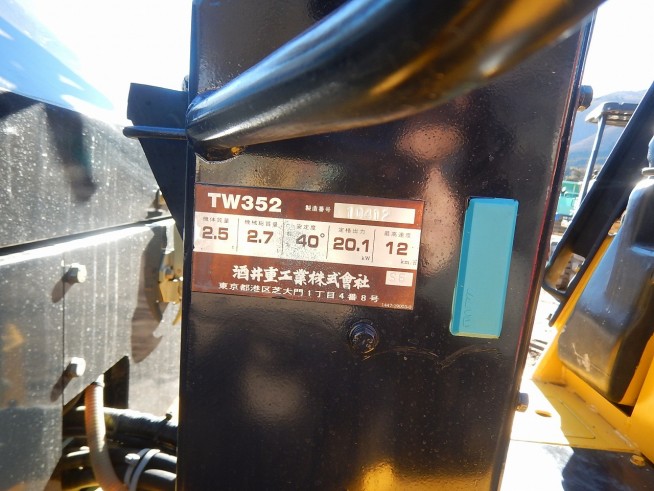 TW352 製造番号
機体質量 機械総質量 安定度 定格出力 最高速度
2.5 t 2.7 t 40° 20.1 kW 12 km/h
酒井重工業株式会社
東京都港区芝大門1丁目4番8号